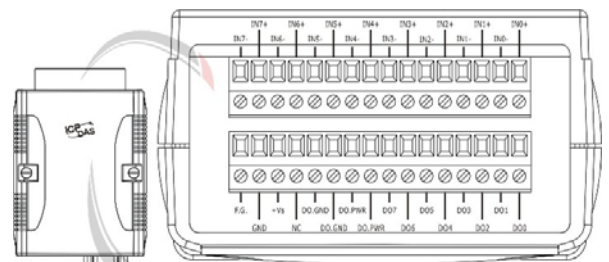 IN7+ IN6+ IN5+ IN4+ IN3+ IN2+ IN1+ IN0+
IN7- IN6- IN5- IN4- IN3- IN2- IN1- IN0-
ICP
DAS
F.G. +Vs DO.GND DO.PWR DO7 DO5 DO3 DO1
GND NC DO.GND DO.PWR DO6 DO4 DO2 DO0